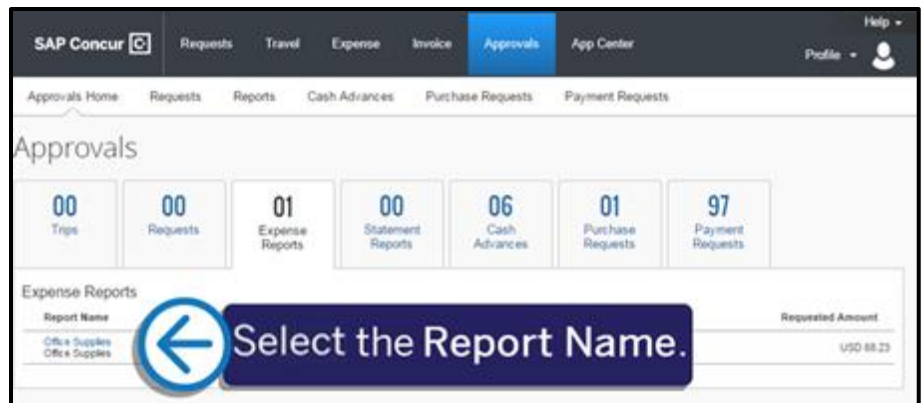 Help
SAP Concur C Requests Travel Expense Invoice Approvals App Center
Profile
Approvals Home Requests Reports Cash Advances Purchase Requests Payment Requests
Approvals
00 00 01 00 06 01 97
Trips Requests Expense Reports Statement Reports Cash Advances Purchase Requests Payment Requests
Expense Reports
Report Name Requested Amount
Office Supplies
Office Supplies USD 68.23
Select the Report Name.